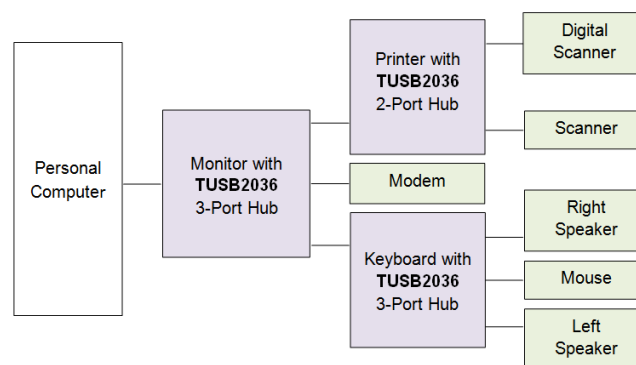 Personal
Computer
Monitor with
TUSB2036
3-Port Hub
Printer with
TUSB2036
2-Port Hub
Modem
Keyboard with
TUSB2036
3-Port Hub
Digital
Scanner
Scanner
Right
Speaker
Mouse
Left
Speaker